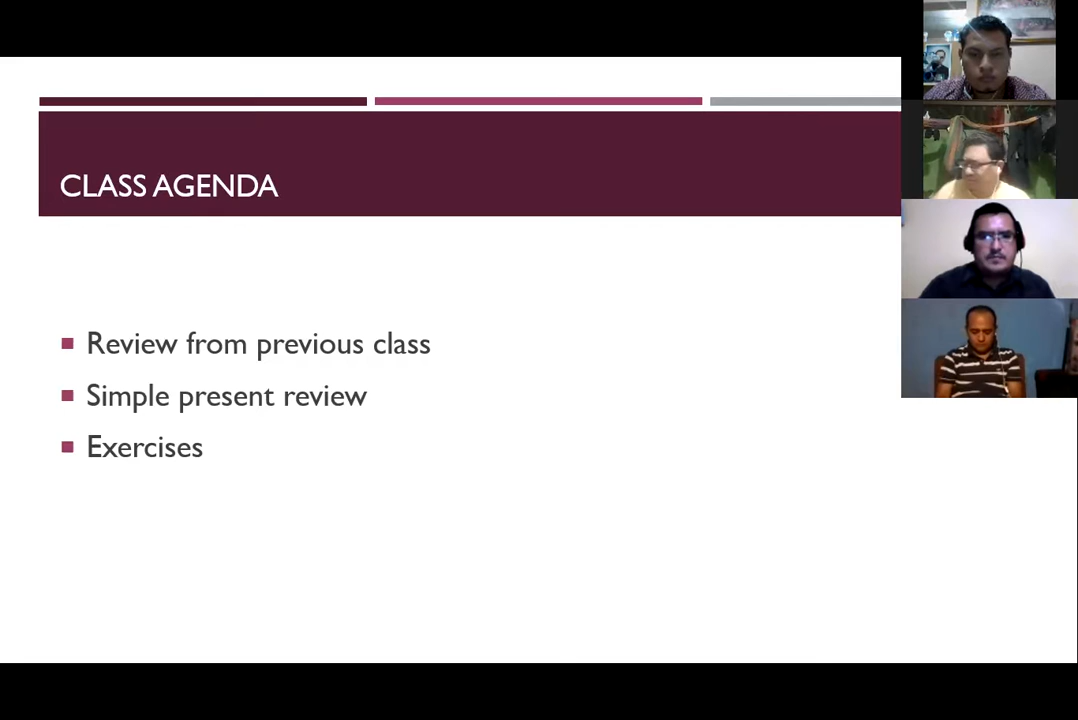 CLASS AGENDA
Review from previous class
Simple present review
Exercises